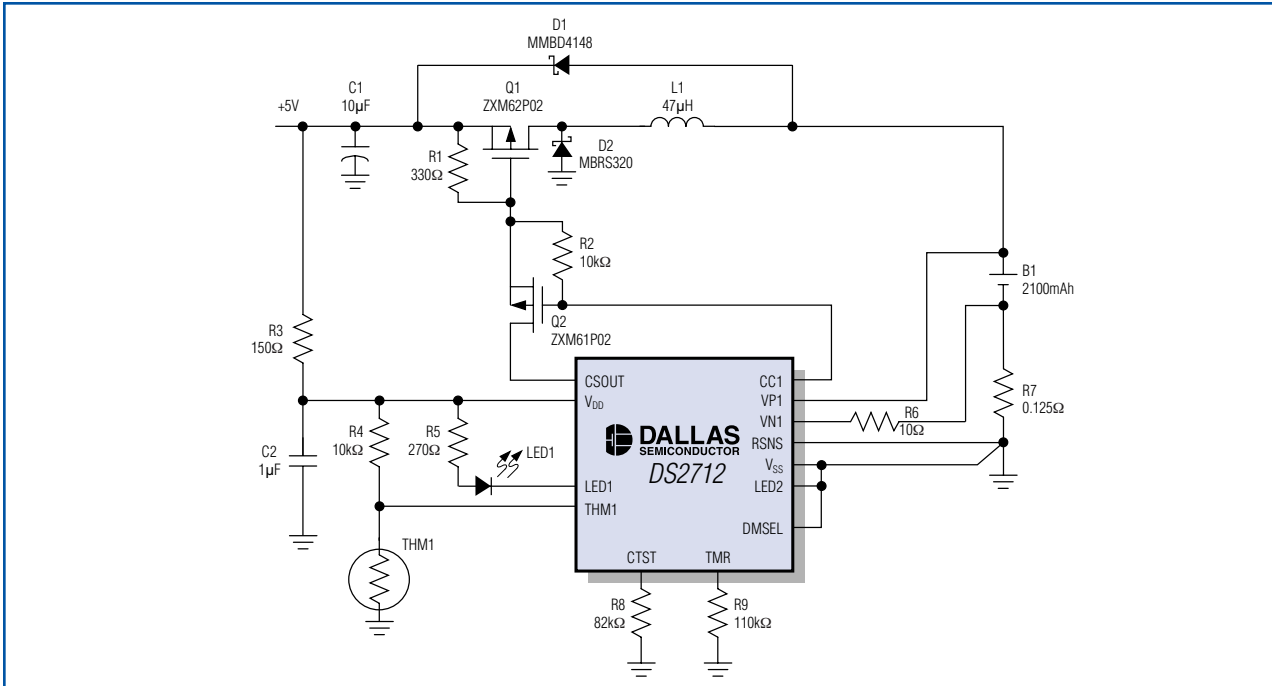 D1
MMBD4148
C1
10µF
Q1
ZXM62P02
L1
47µH
+5V
D2
MBRS320
R1
330Ω
R2
10kΩ
B1
2100mAh
Q2
ZXM61P02
R3
150Ω
R7
0.125Ω
CSOUT
CC1
VDD
VP1
VN1
R6
10Ω
R4
10kΩ
R5
270Ω
LED1
DALLAS
SEMICONDUCTOR
DS2712
RSNS
VSS
C2
1µF
LED1
LED2
THM1
DMSEL
THM1
CTST
TMR
R8
82kΩ
R9
110kΩ